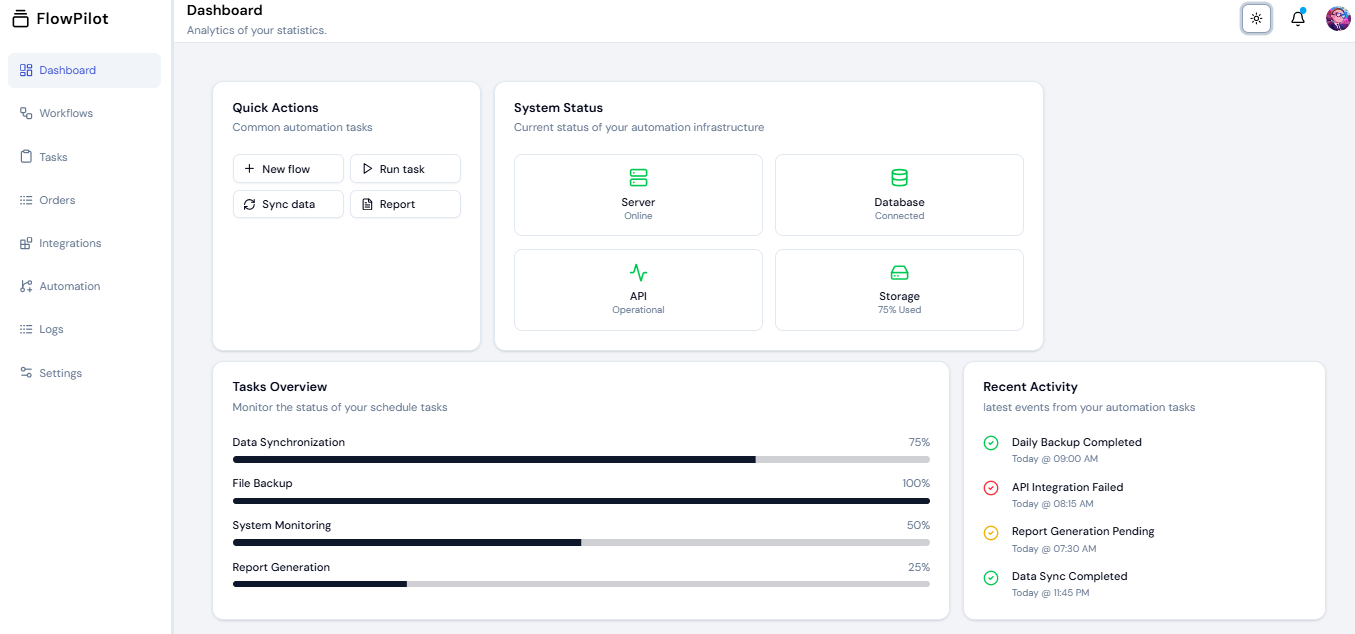 FlowPilot
Dashboard
Workflows
Tasks
Orders
Integrations
Automation
Logs
Settings
Dashboard
Analytics of your statistics.
Quick Actions
Common automation tasks
New flow
Run task
Sync data
Report
System Status
Current status of your automation infrastructure
Server
Online
Database
Connected
API
Operational
Storage
75% Used
Tasks Overview
Monitor the status of your schedule tasks
Data Synchronization 75%
File Backup 100%
System Monitoring 50%
Report Generation 25%
Recent Activity
latest events from your automation tasks
Daily Backup Completed
Today @ 09:00 AM
API Integration Failed
Today @ 08:15 AM
Report Generation Pending
Today @ 07:30 AM
Data Sync Completed
Today @ 11:45 PM